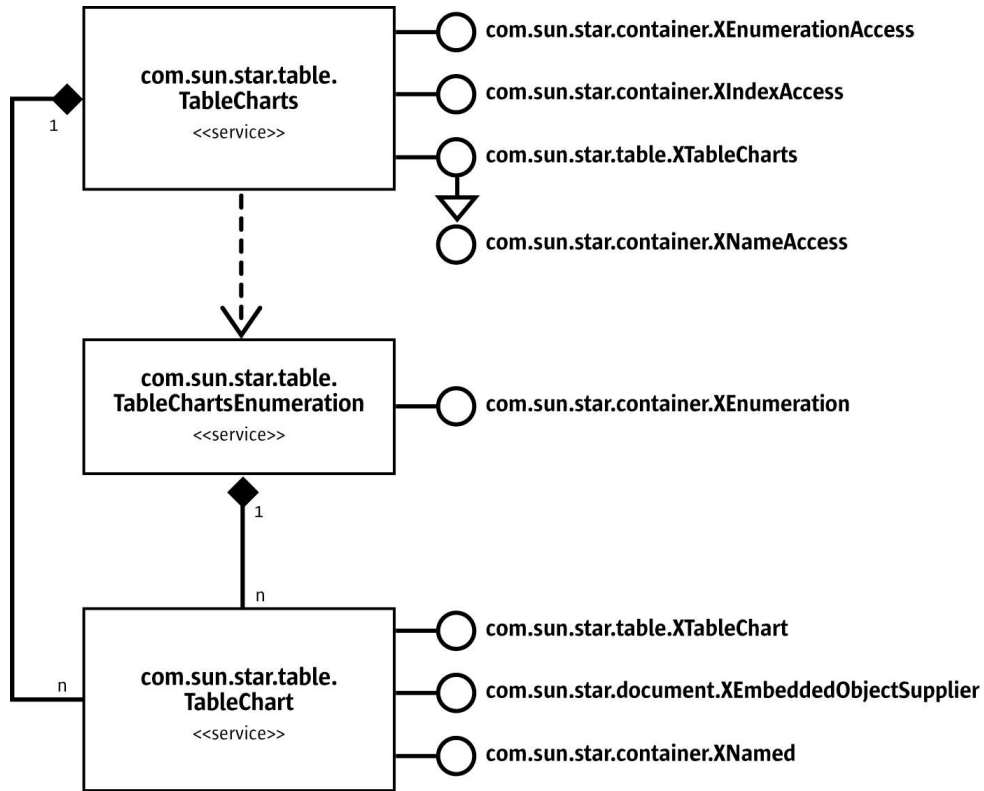 com.sun.star.table.
TableCharts
<<service>>
1
com.sun.star.container.XEnumerationAccess
com.sun.star.container.XIndexAccess
com.sun.star.table.XTableCharts
com.sun.star.container.XNameAccess
com.sun.star.table.
TableChartsEnumeration
<<service>>
com.sun.star.container.XEnumeration
1
n
n
com.sun.star.table.
TableChart
<<service>>
com.sun.star.table.XTableChart
com.sun.star.document.XEmbeddedObjectSupplier
com.sun.star.container.XNamed